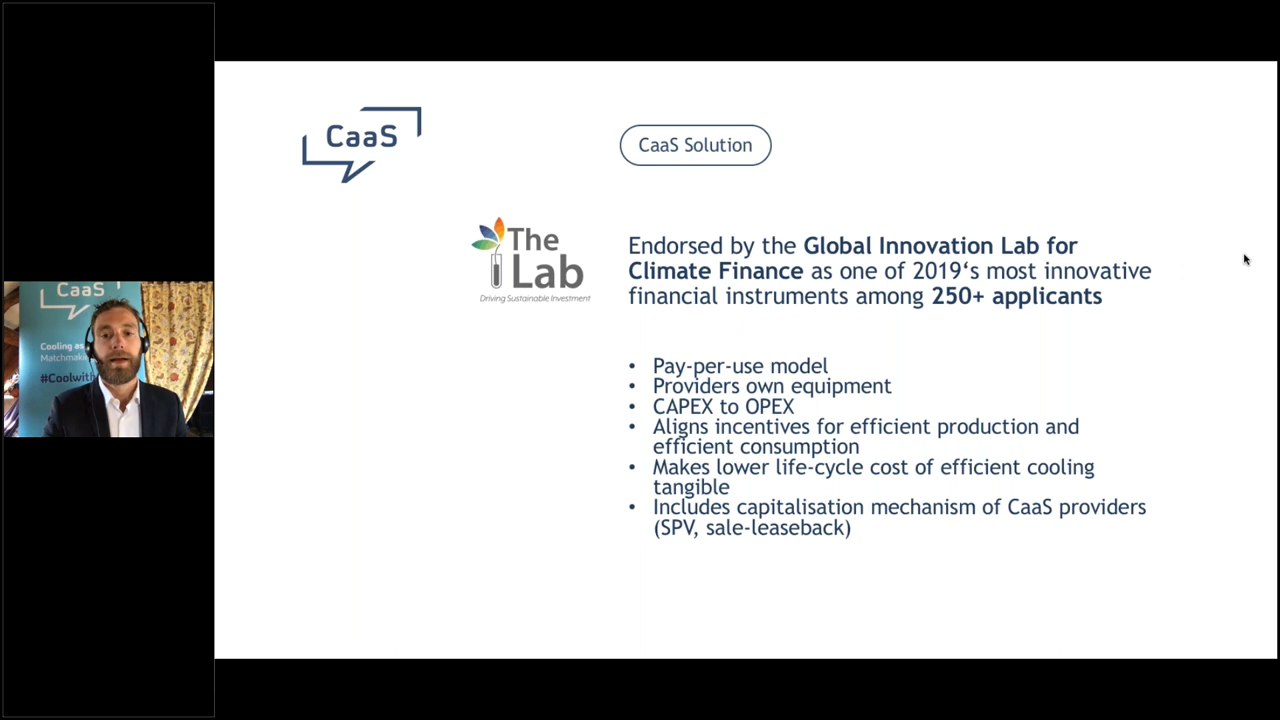 CaaS
CaaS Solution
The
Lab
Driving Sustainable Investment
Endorsed by the Global Innovation Lab for
Climate Finance as one of 2019‘s most innovative
financial instruments among 250+ applicants
• Pay-per-use model
• Providers own equipment
• CAPEX to OPEX
• Aligns incentives for efficient production and
efficient consumption
• Makes lower life-cycle cost of efficient cooling
tangible
• Includes capitalisation mechanism of CaaS providers
(SPV, sale-leaseback)
CaaS
Cooling as
#Coolwith